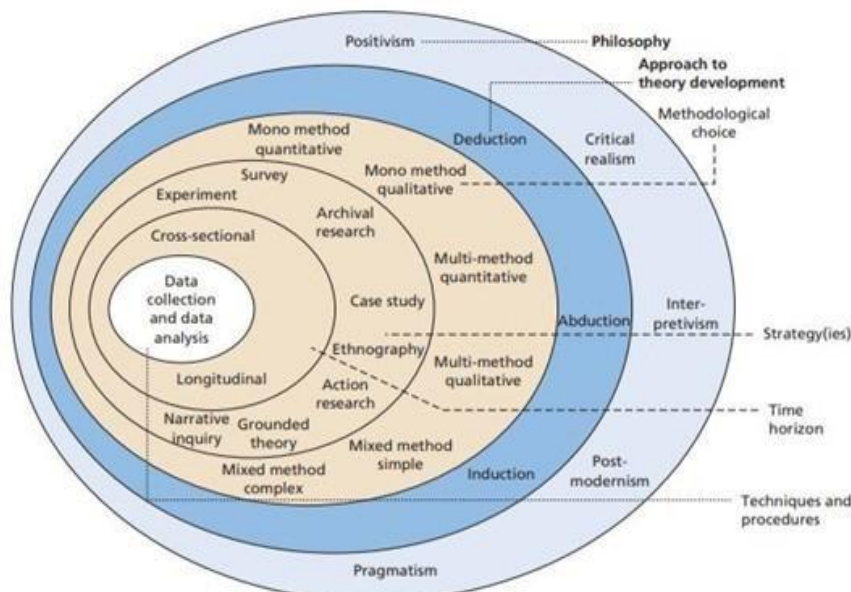 Positivism
Philosophy
Approach to
theory development
Methodological
choice
Mono method
quantitative
Deduction
Critical
realism
Survey
Mono method
qualitative
Experiment
Archival
research
Cross-sectional
Multi-method
quantitative
Data
collection
and data
analysis
Case study
Abduction
Inter-
pretivism
Strategy(ies)
Ethnography
Multi-method
qualitative
Longitudinal
Action
research
Time
horizon
Narrative
inquiry
Grounded
theory
Mixed method
simple
Mixed method
complex
Induction
Post-
modernism
Techniques and
procedures
Pragmatism